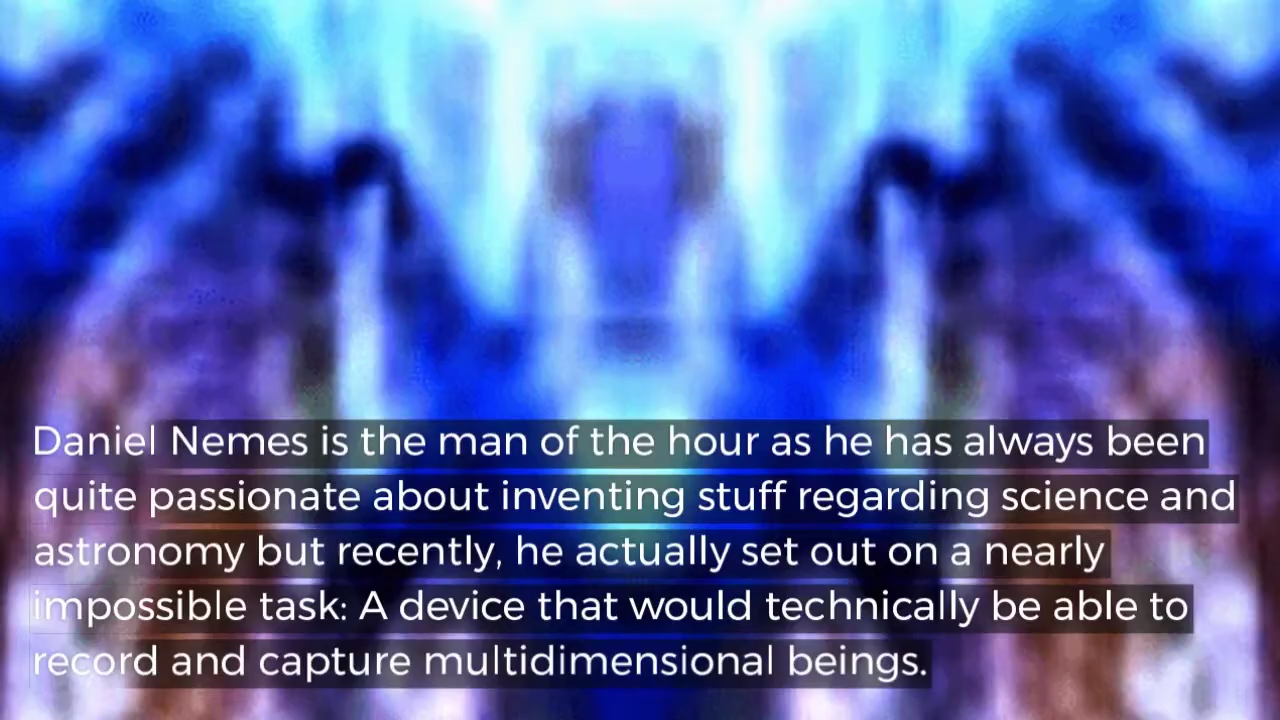 Daniel Nemes is the man of the hour as he has always been
quite passionate about inventing stuff regarding science and
astronomy but recently, he actually set out on a nearly
impossible task: A device that would technically be able to
record and capture multidimensional beings.